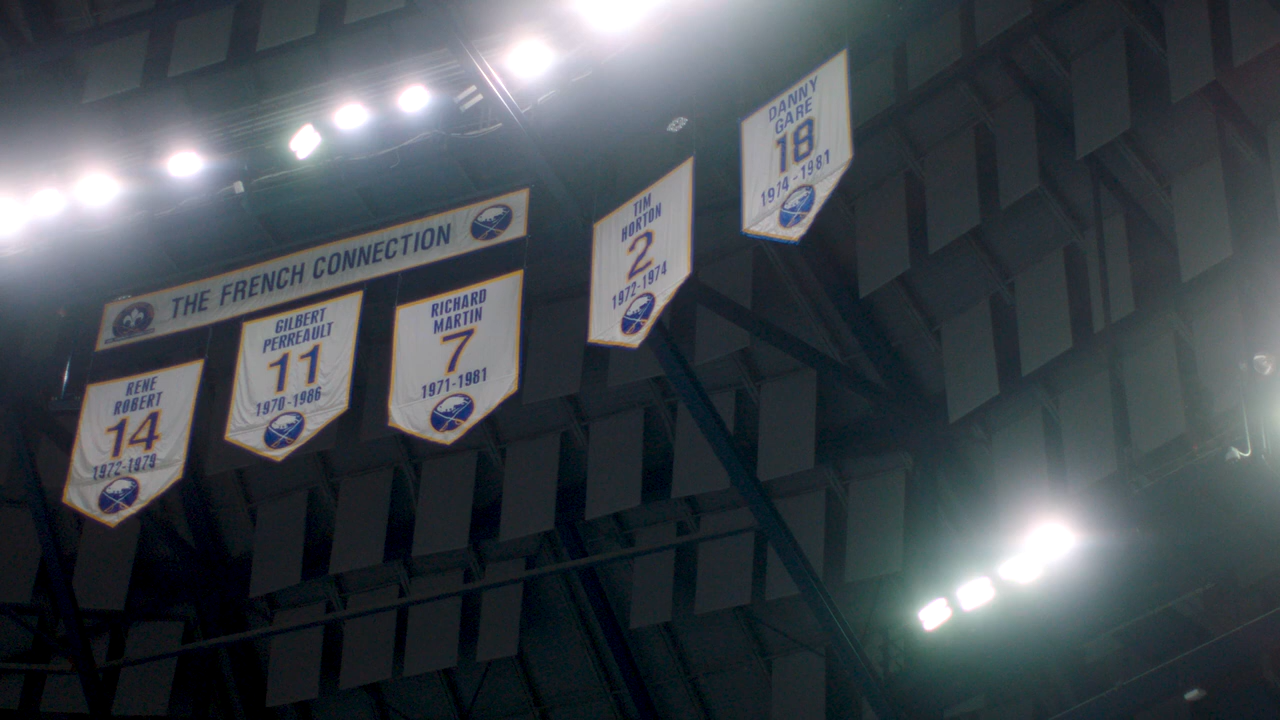 THE FRENCH CONNECTION
RENE
ROBERT
14
1972-1979
GILBERT
PERREAULT
11
1970-1986
RICHARD
MARTIN
7
1971-1981
TIM
HORTON
2
1972-1974
DANNY
GARE
18
1974-1981